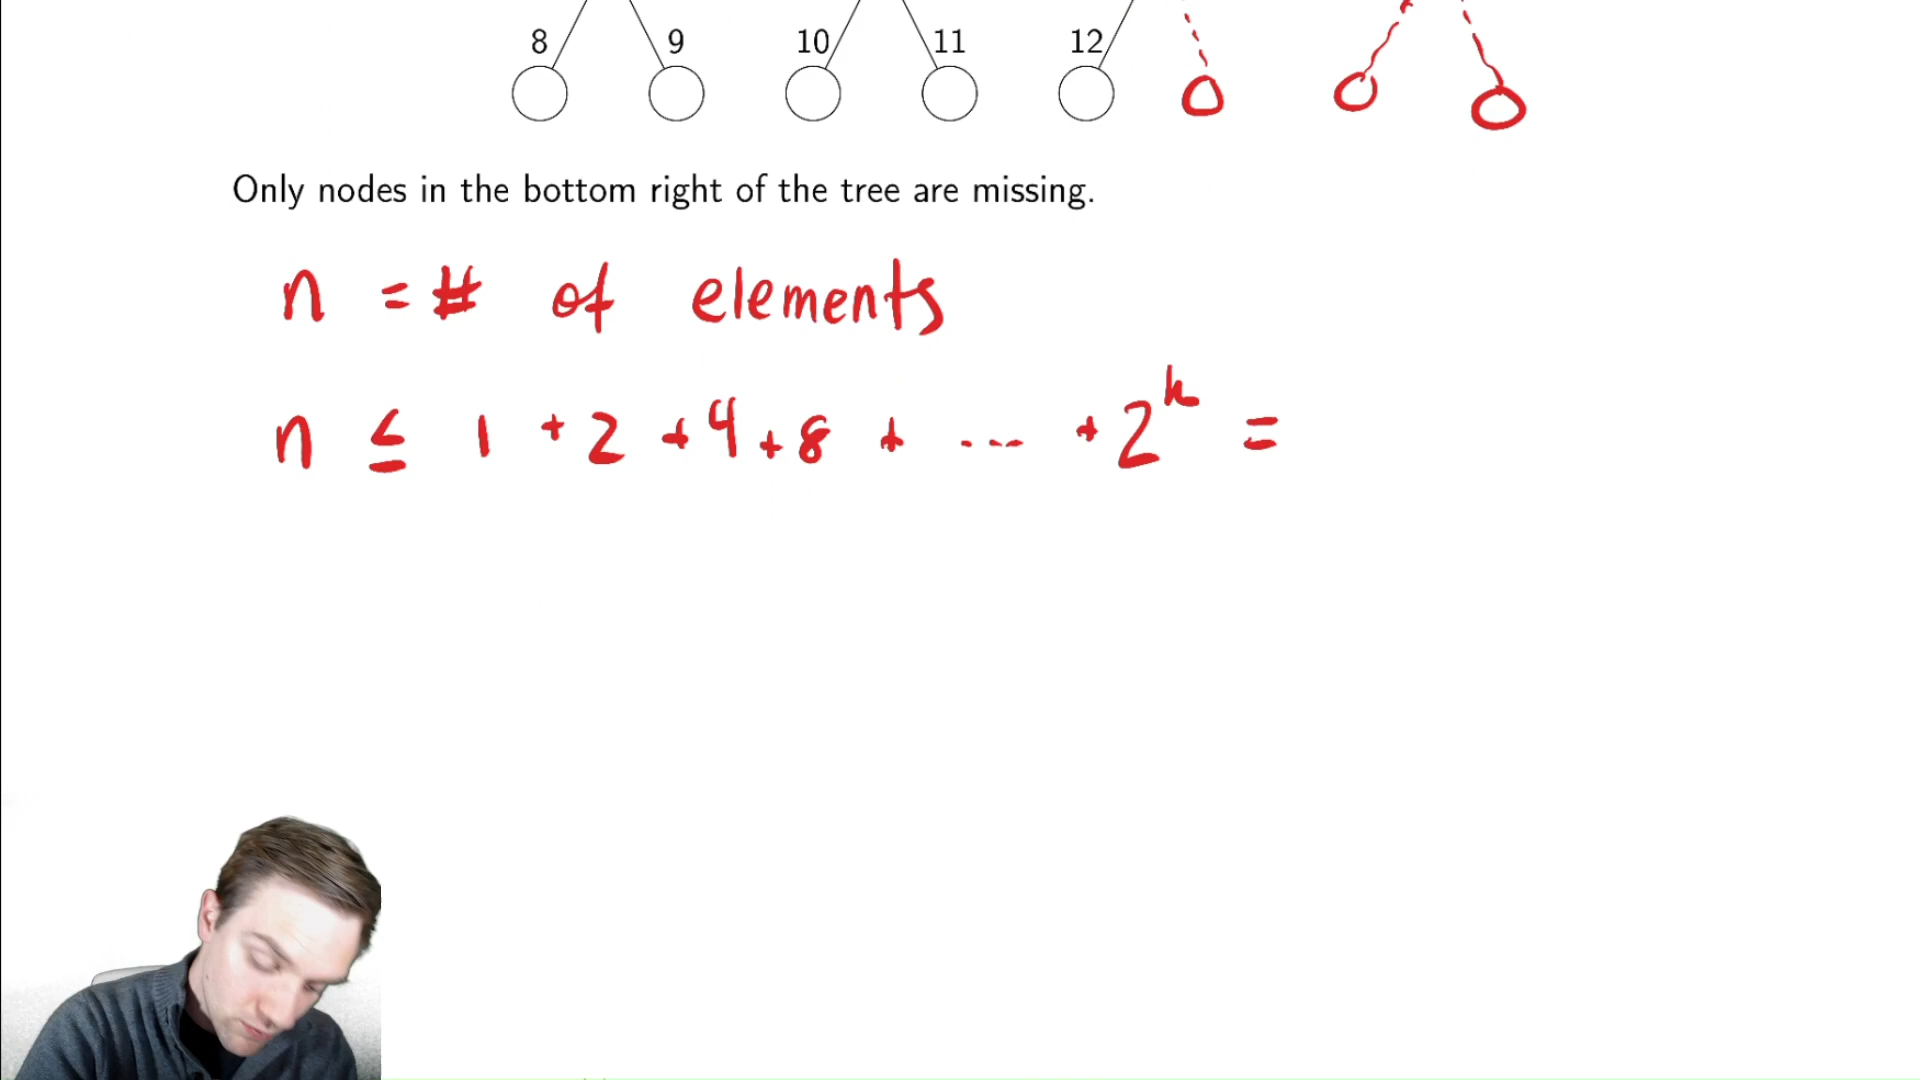 8 9 10 11 12
Only nodes in the bottom right of the tree are missing.
n = # of elements
n ≤ 1 + 2 + 4 + 8 + ... + 2^k =